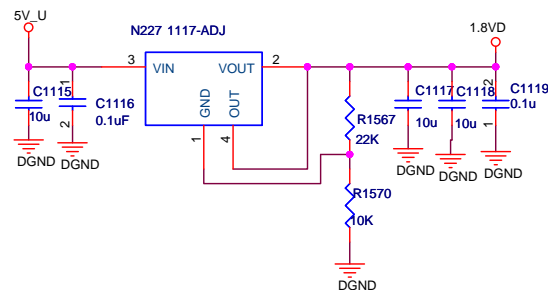 5V_U
N227 1117-ADJ
1.8VD
3
VIN
VOUT
2
GND
OUT
1
4
C1115
10u
1
C1116
2
0.1uF
DGND
DGND
R1567
22K
R1570
10K
DGND
C1117
10u
C1118
10u
2
C1119
0.1u
1
DGND
DGND
DGND